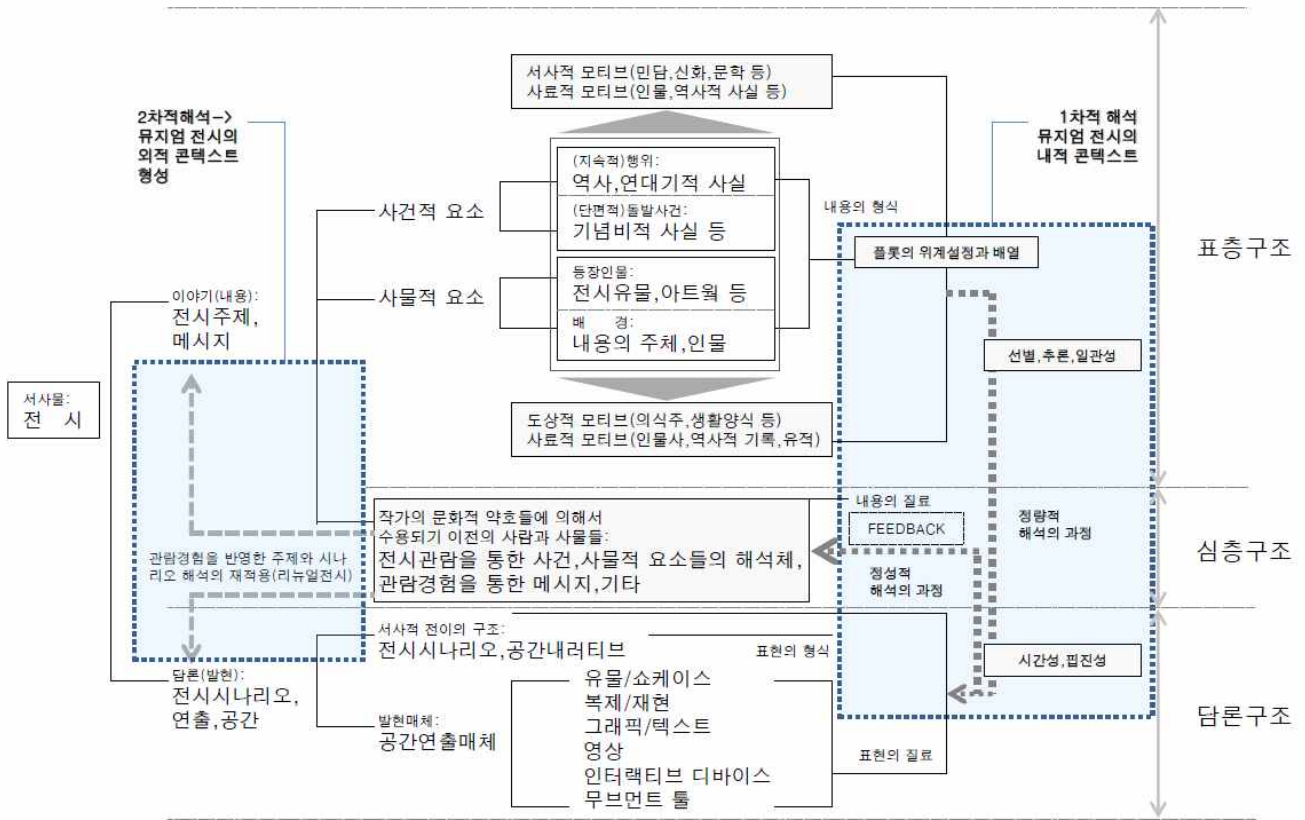 서사적 모티브(민담,신화,문학 등)
사료적 모티브(인물,역사적 사실 등)
2차적해석->
뮤지엄 전시의
외적 콘텍스트
형성
1차적 해석
뮤지엄 전시의
내적 콘텍스트
(지속적)행위:
역사,연대기적 사실
(단편적)돌발사건:
기념비적 사실 등
사건적 요소
내용의 형식
플롯의 위계설정과 배열
표층구조
등장인물:
전시유물,아트웍 등
배 경:
내용의 주체,인물
사물적 요소
이야기(내용):
전시주제,
메시지
선별,추론,일관성
서사물:
전 시
도상적 모티브(의식주,생활양식 등)
사료적 모티브(인물사,역사적 기록,유적)
작가의 문화적 약호들에 의해서
수용되기 이전의 사람과 사물들:
전시관람을 통한 사건,사물적 요소들의 해석체,
관람경험을 통한 메시지,기타
내용의 질료
FEEDBACK
정량적
해석의 과정
심층구조
관람경험을 반영한 주제와 시나
리오 해석의 재적용(리뉴얼전시)
정성적
해석의 과정
서사적 전이의 구조:
전시시나리오,공간내러티브
표현의 형식
시간성,핍진성
담론(발현):
전시시나리오,
연출,공간
유물/쇼케이스
복제/재현
그래픽/텍스트
영상
인터랙티브 디바이스
무브먼트 툴
발현매체:
공간연출매체
표현의 질료
담론구조